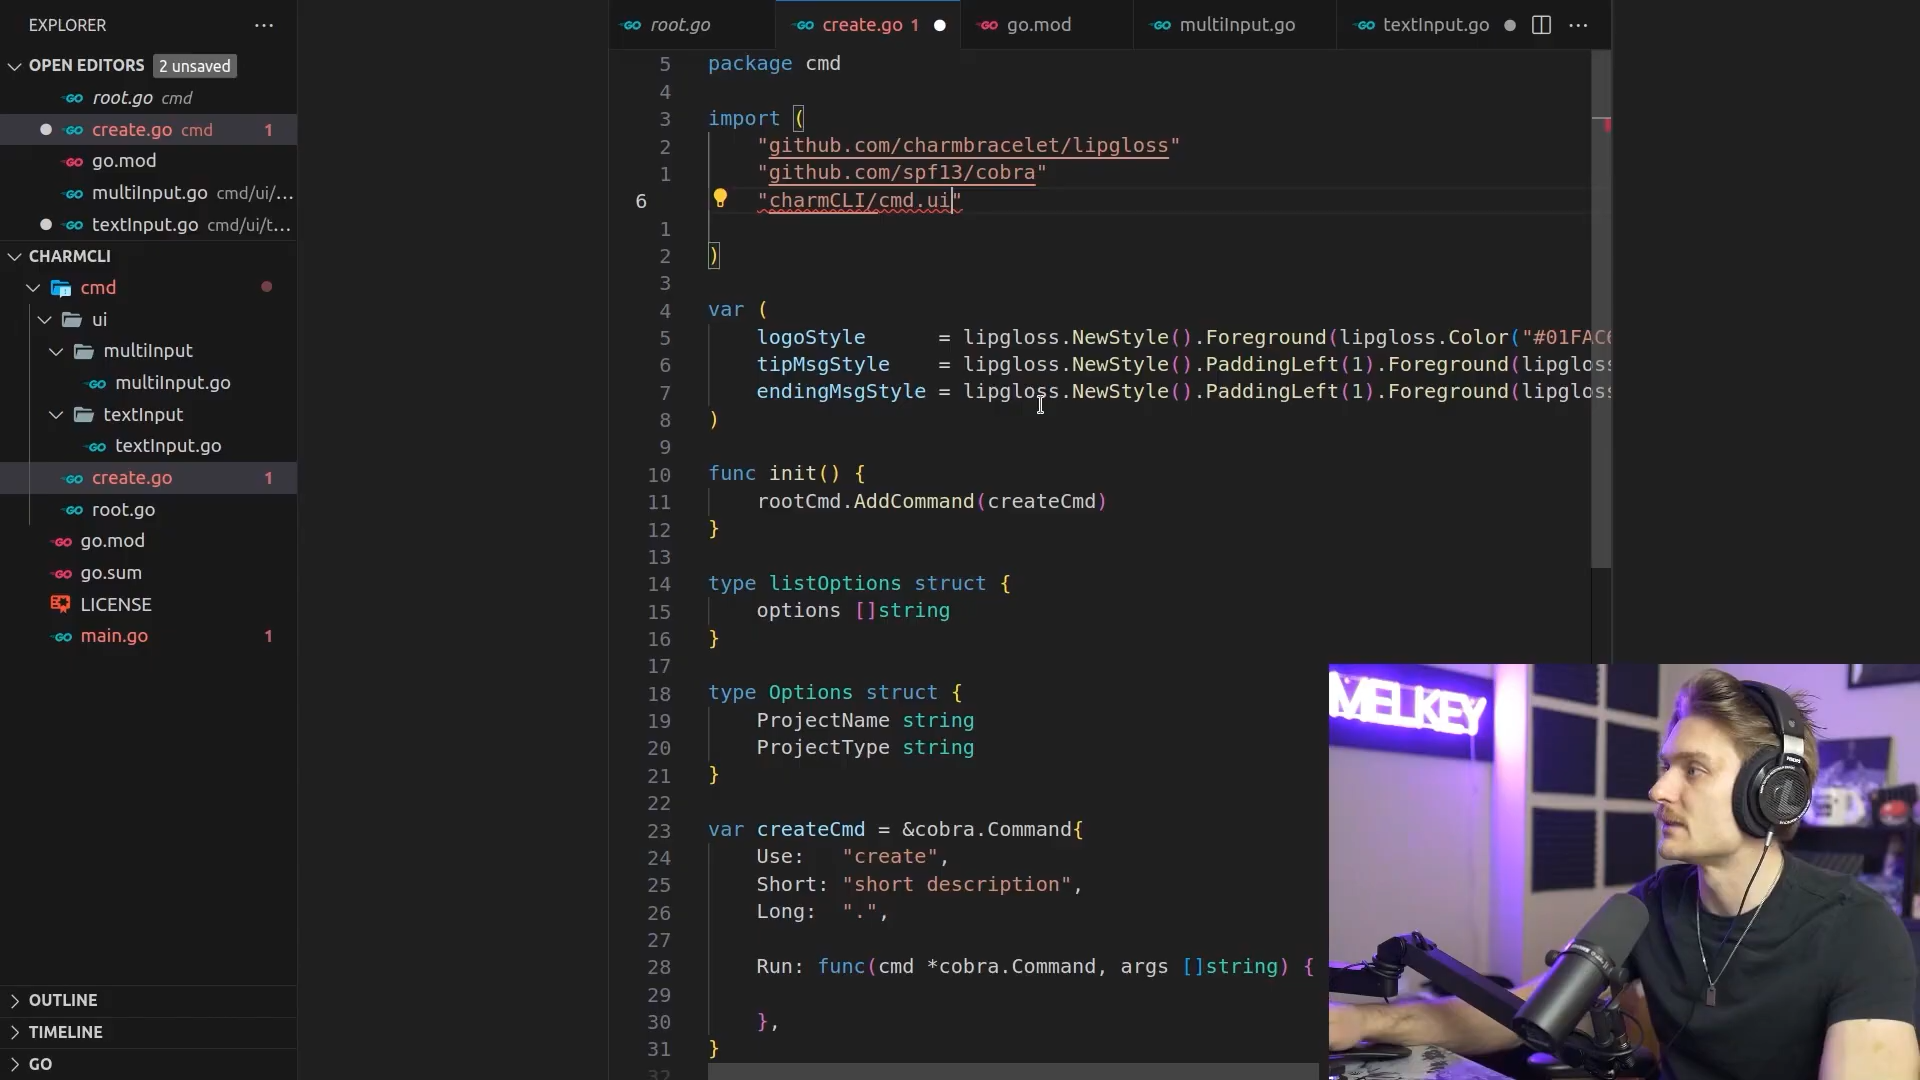 EXPLORER
OPEN EDITORS 2 unsaved
root.go cmd
create.go cmd 1
go.mod
multiInput.go cmd/ui/...
textInput.go cmd/ui/t...
CHARMCLI
cmd
ui
multiInput
multiInput.go
textInput
textInput.go
create.go 1
root.go
go.mod
go.sum
LICENSE
main.go 1
OUTLINE
TIMELINE
GO
root.go create.go 1 go.mod multiInput.go textInput.go
5 package cmd
4
3 import (
2 "github.com/charmbracelet/lipgloss"
1 "github.com/spf13/cobra"
6 "charmCLI/cmd.ui"
1
2 )
3
4 var (
5 logoStyle = lipgloss.NewStyle().Foreground(lipgloss.Color("#01FAC6
6 tipMsgStyle = lipgloss.NewStyle().PaddingLeft(1).Foreground(lipgloss
7 endingMsgStyle = lipgloss.NewStyle().PaddingLeft(1).Foreground(lipgloss
8 )
9
10 func init() {
11 rootCmd.AddCommand(createCmd)
12 }
13
14 type listOptions struct {
15 options []string
16 }
17
18 type Options struct {
19 ProjectName string
20 ProjectType string
21 }
22
23 var createCmd = &cobra.Command{
24 Use: "create",
25 Short: "short description",
26 Long: ".",
27
28 Run: func(cmd *cobra.Command, args []string) {
29
30 },
31 }
32
MELKEY